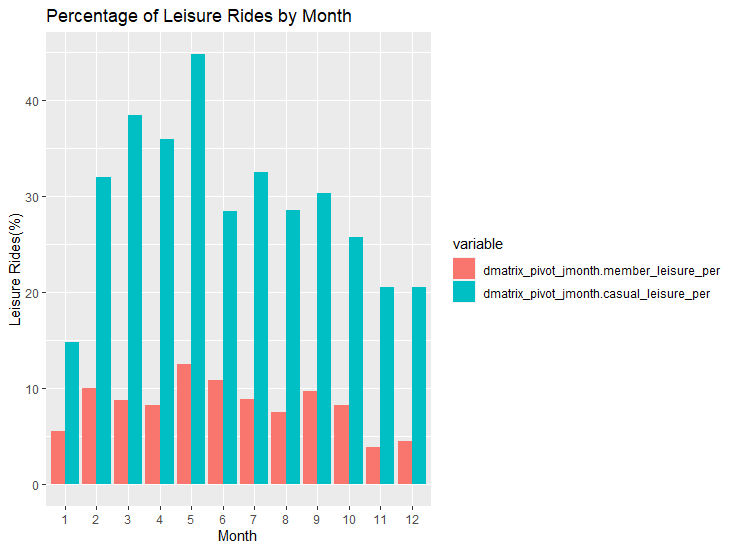 Percentage of Leisure Rides by Month
Leisure Rides(%)
40
30
20
10
0
1 2 3 4 5 6 7 8 9 10 11 12
Month
variable
dmatrix_pivot_jmonth.member_leisure_per
dmatrix_pivot_jmonth.casual_leisure_per